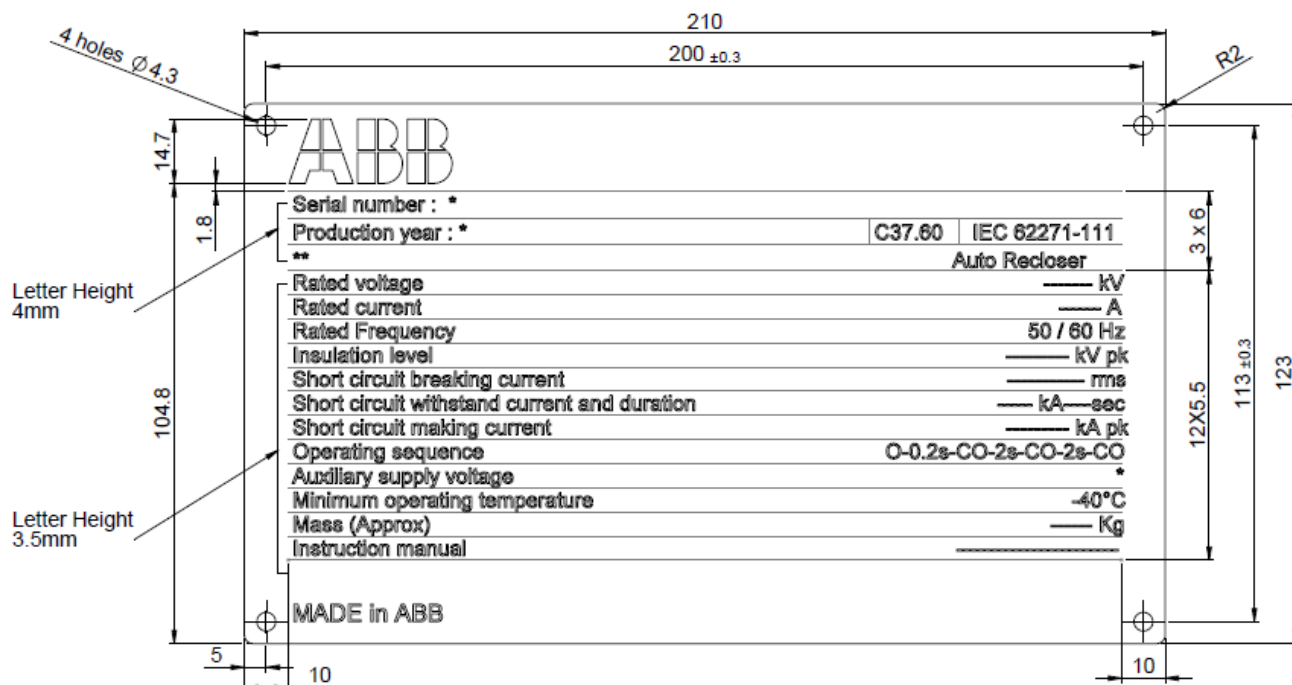 210
200 ±0.3
4 holes Ø4.3
R2
14.7
ABB
1.8
Serial number : *
Production year : * C37.60 IEC 62271-111
** Auto Recloser
3 x 6
Letter Height
4mm
Rated voltage -------- kV
Rated current ------ A
Rated Frequency 50 / 60 Hz
Insulation level --------- kV pk
Short circuit breaking current ----------- rms
Short circuit withstand current and duration ----- kA----sec
Short circuit making current --------- kA pk
Operating sequence O-0.2s-CO-2s-CO-2s-CO
Auxiliary supply voltage *
Minimum operating temperature -40°C
Mass (Approx) ------ Kg
Instruction manual -----------------------
104.8
12X5.5
113 ±0.3
123
Letter Height
3.5mm
MADE in ABB
5
10
10